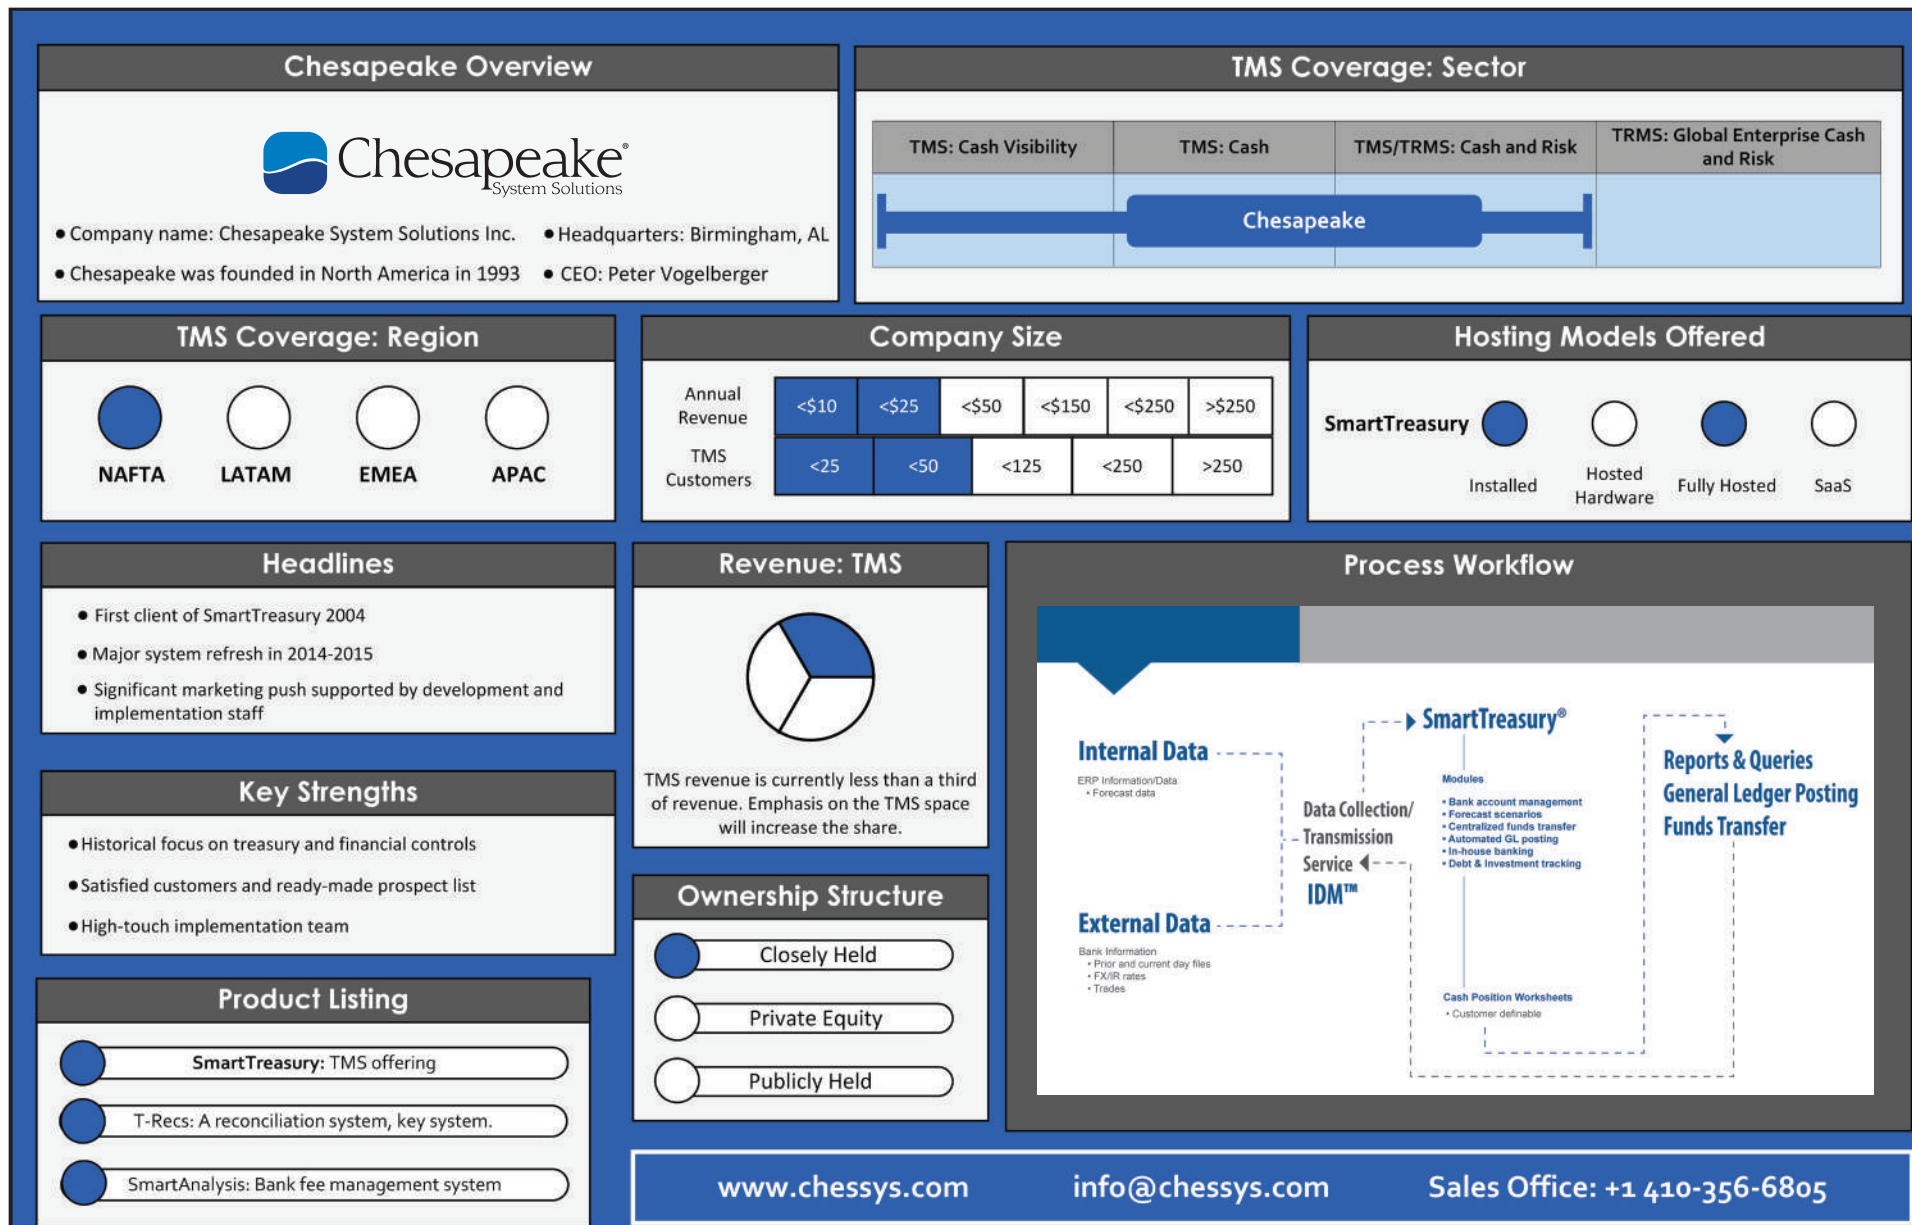 Chesapeake Overview
Chesapeake®
System Solutions
• Company name: Chesapeake System Solutions Inc.
• Headquarters: Birmingham, AL
• Chesapeake was founded in North America in 1993
• CEO: Peter Vogelberger
TMS Coverage: Sector
TMS: Cash Visibility
TMS: Cash
TMS/TRMS: Cash and Risk
TRMS: Global Enterprise Cash
and Risk
Chesapeake
TMS Coverage: Region
NAFTA
LATAM
EMEA
APAC
Company Size
Annual
Revenue
<$10
<$25
<$50
<$150
<$250
>$250
TMS
Customers
<25
<50
<125
<250
>250
Hosting Models Offered
SmartTreasury
Installed
Hosted
Hardware
Fully Hosted
SaaS
Headlines
• First client of SmartTreasury 2004
• Major system refresh in 2014-2015
• Significant marketing push supported by development and
implementation staff
Key Strengths
• Historical focus on treasury and financial controls
• Satisfied customers and ready-made prospect list
• High-touch implementation team
Product Listing
SmartTreasury: TMS offering
T-Recs: A reconciliation system, key system.
SmartAnalysis: Bank fee management system
Revenue: TMS
TMS revenue is currently less than a third
of revenue. Emphasis on the TMS space
will increase the share.
Ownership Structure
Closely Held
Private Equity
Publicly Held
Process Workflow
Internal Data
ERP Information/Data
• Forecast data
External Data
Bank Information
• Prior and current day files
• FX/IR rates
• Trades
Data Collection/
Transmission
Service
IDM™
SmartTreasury®
Modules
• Bank account management
• Forecast scenarios
• Centralized funds transfer
• Automated GL posting
• In-house banking
• Debt & Investment tracking
Cash Position Worksheets
• Customer definable
Reports & Queries
General Ledger Posting
Funds Transfer
www.chessys.com
info@chessys.com
Sales Office: +1 410-356-6805